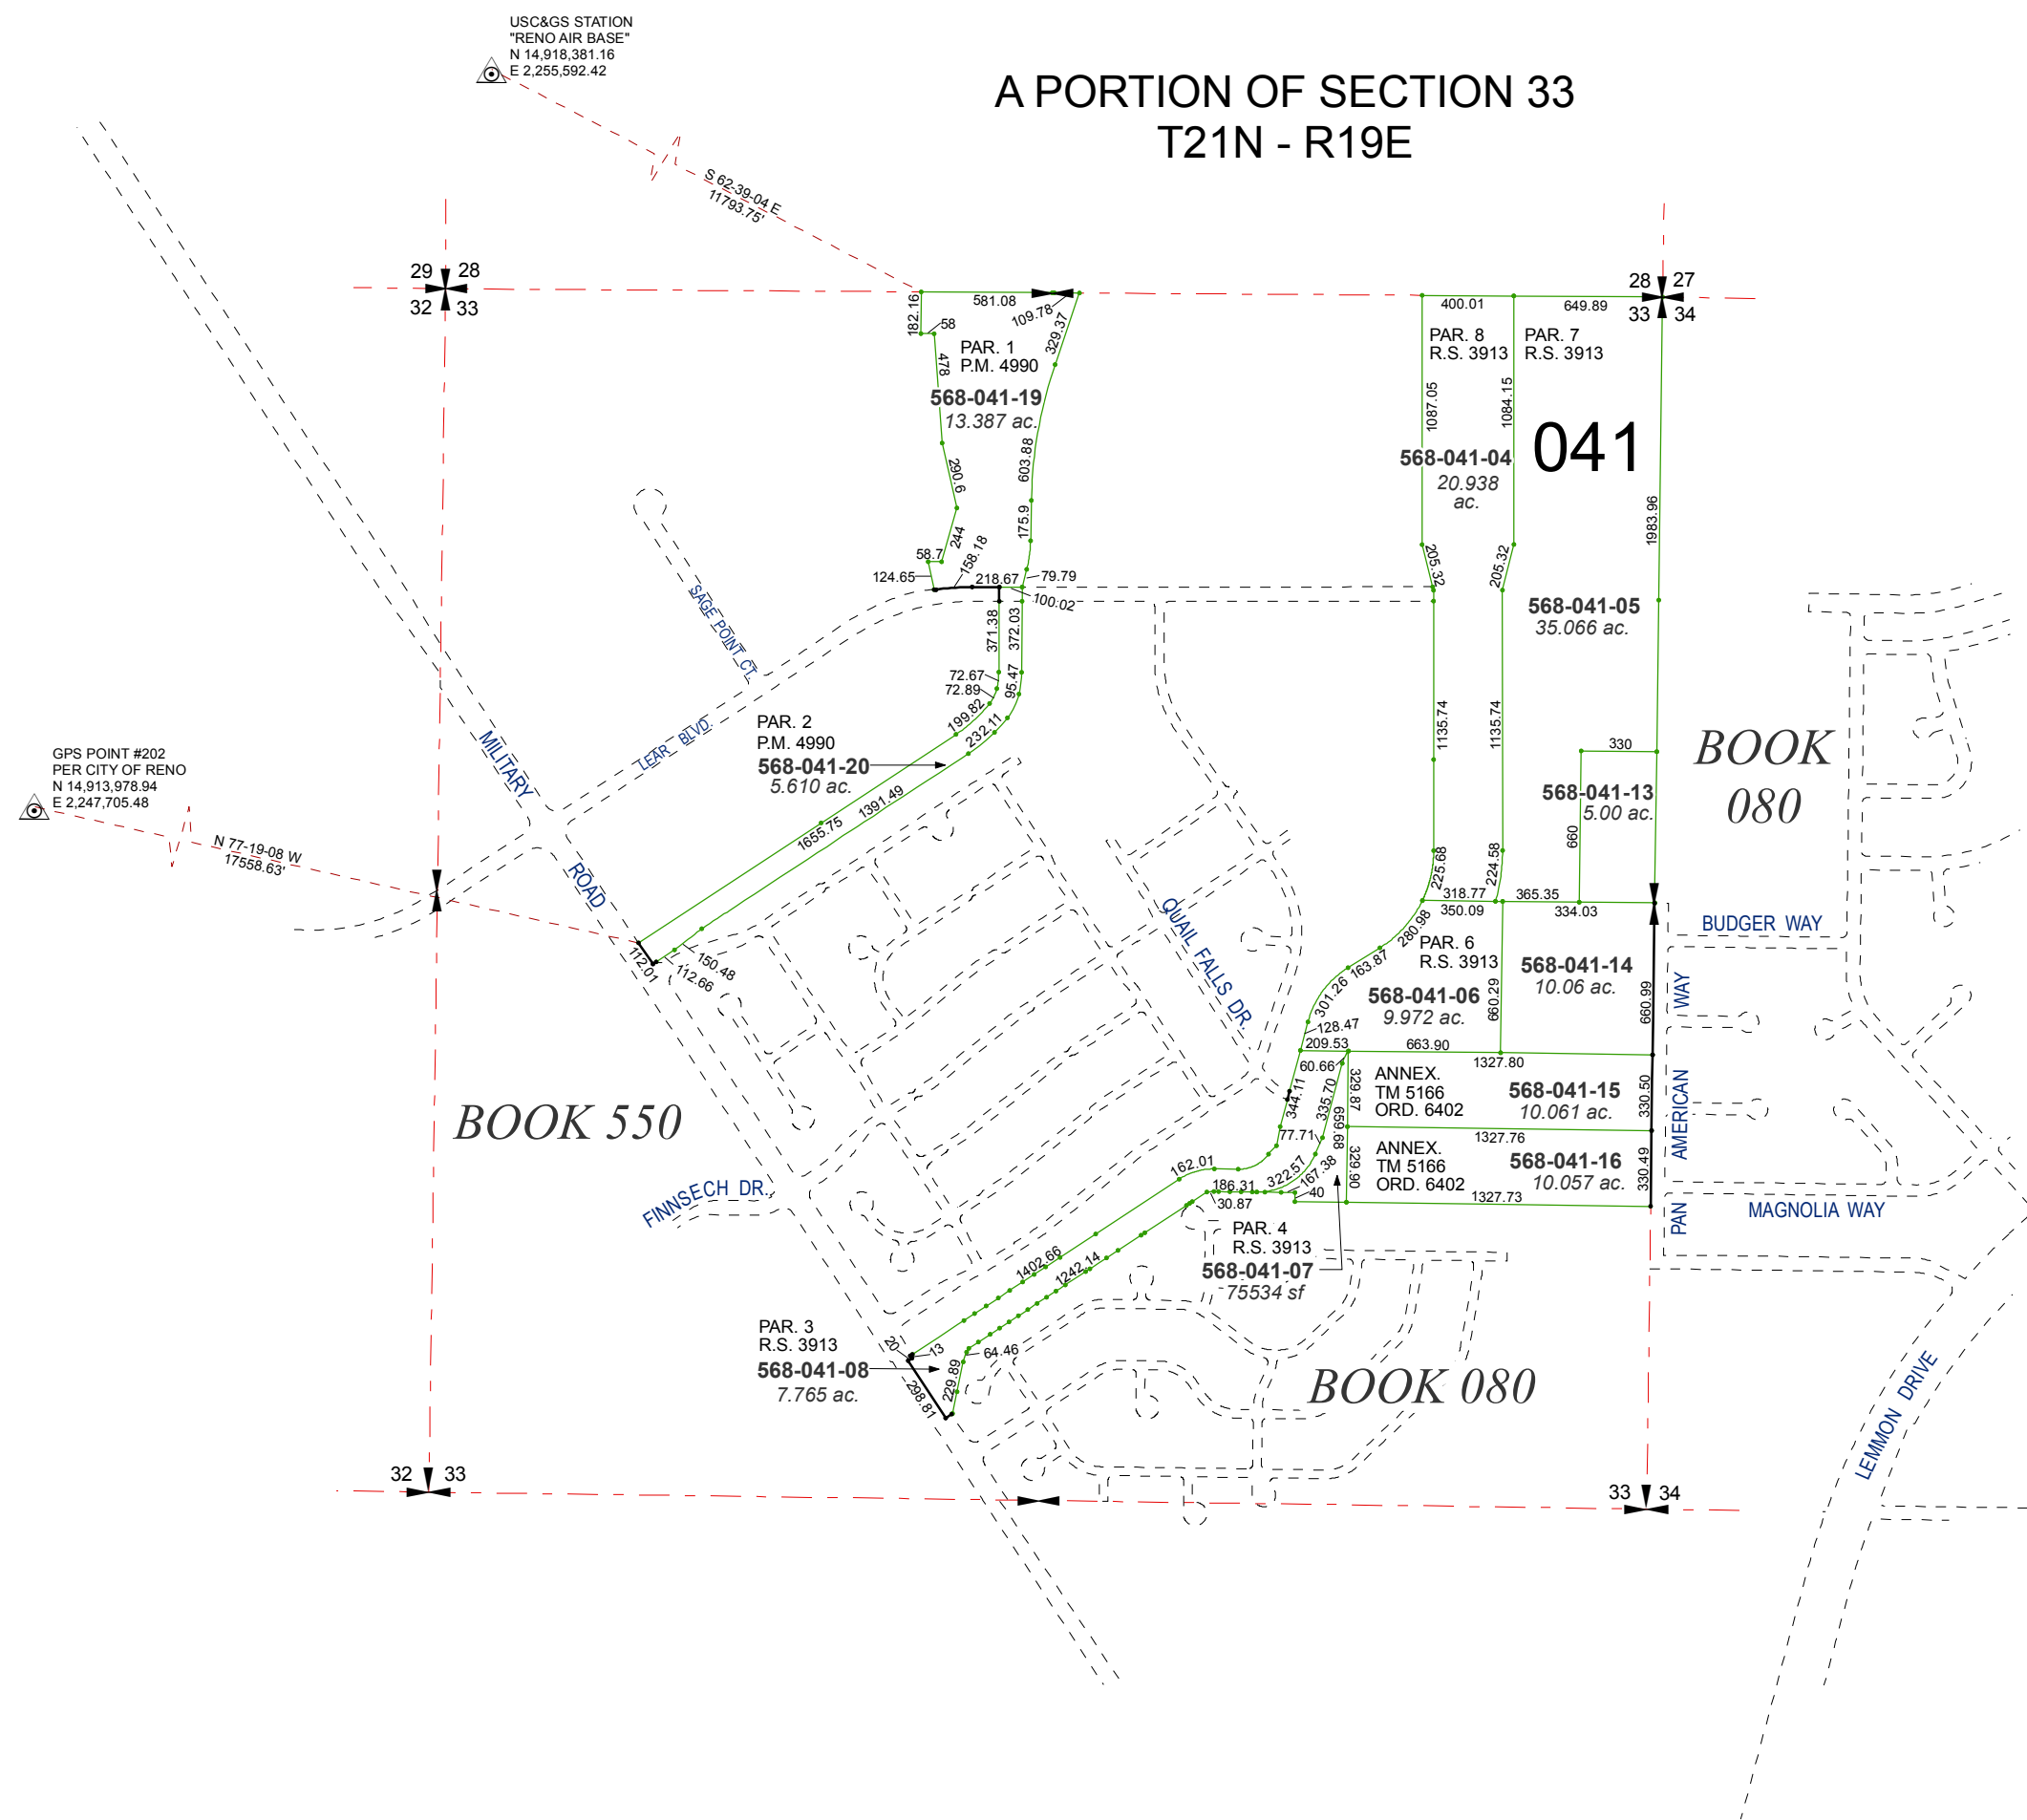 USC&GS STATION
"RENO AIR BASE"
N 14,918,381.16
E 2,255,592.42
A PORTION OF SECTION 33
T21N - R19E
S 62-39-04 E
11793.75'
29 28
32 33
28 27
33 34
581.08
109.78
182.16
58
329.37
478
PAR. 1
P.M. 4990
568-041-19
13.387 ac.
290.6
603.88
175.9
244
58.7
158.18
124.65
218.67
79.79
100.02
400.01
649.89
PAR. 8
R.S. 3913
PAR. 7
R.S. 3913
1087.05
1084.15
041
568-041-04
20.938
ac.
1983.96
205.32
205.32
568-041-05
35.066 ac.
SAGE POINT CT.
371.38
372.03
72.67
72.89
95.47
199.82
232.11
PAR. 2
P.M. 4990
568-041-20
5.610 ac.
1391.49
1655.75
LEAR BLVD.
MILITARY
ROAD
GPS POINT #202
PER CITY OF RENO
N 14,913,978.94
E 2,247,705.48
N 77-19-08 W
17558.63'
112.01
112.66
150.48
1135.74
1135.74
330
568-041-13
5.00 ac.
660
BOOK
080
225.68
224.58
318.77
365.35
350.09
334.03
280.98
QUAIL FALLS DR.
BUDGER WAY
PAR. 6
R.S. 3913
568-041-14
10.06 ac.
163.87
568-041-06
9.972 ac.
660.29
660.99
301.26
128.47
209.53
663.90
1327.80
60.66
ANNEX.
TM 5166
ORD. 6402
568-041-15
10.061 ac.
330.50
344.11
335.70
329.87
659.68
77.71
1327.76
ANNEX.
TM 5166
ORD. 6402
568-041-16
10.057 ac.
330.49
329.90
1327.73
PAN AMERICAN WAY
MAGNOLIA WAY
BOOK 550
FINNSECH DR.
162.01
322.57
167.38
186.31
40
30.87
PAR. 4
R.S. 3913
568-041-07
75534 sf
1402.66
1242.14
PAR. 3
R.S. 3913
568-041-08
7.765 ac.
20
13
64.46
229.89
298.81
BOOK 080
LEMMON DRIVE
32 33
33 34